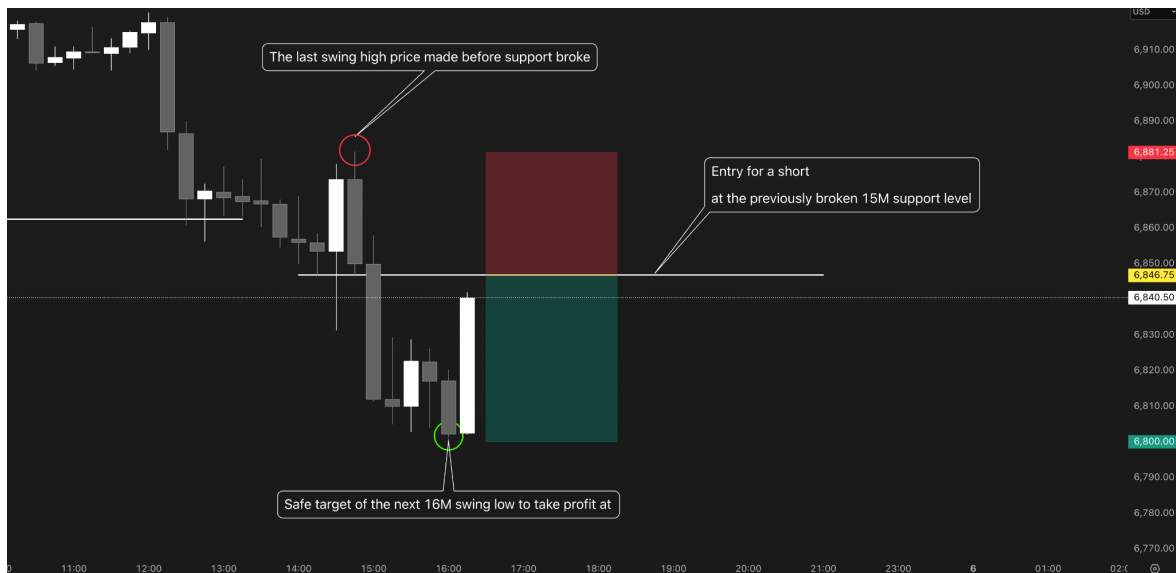 USD
6,910.00
The last swing high price made before support broke
6,900.00
6,890.00
6,881.25
Entry for a short
at the previously broken 15M support level
6,870.00
6,860.00
6,850.00
6,846.75
6,840.50
6,830.00
6,820.00
6,810.00
6,800.00
6,790.00
Safe target of the next 16M swing low to take profit at
6,780.00
6,770.00
11:00 12:00 13:00 14:00 15:00 16:00 17:00 18:00 19:00 20:00 21:00 23:00 6 01:00